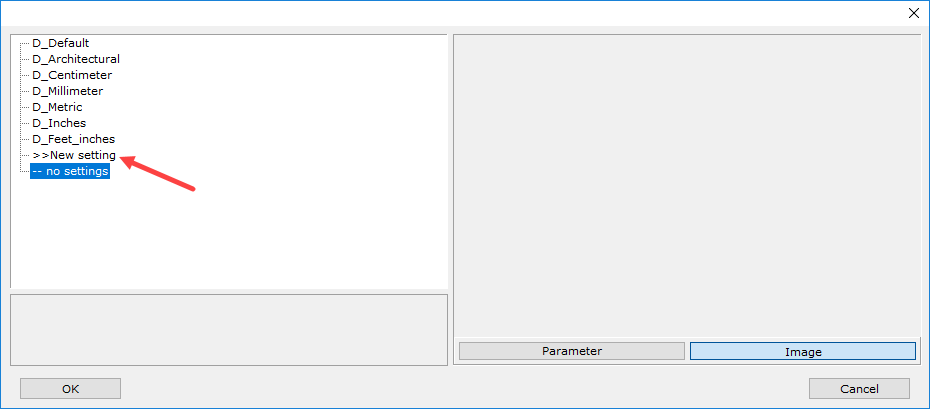 D_Default
D_Architectural
D_Centimeter
D_Millimeter
D_Metric
D_Inches
D_Feet_inches
>>New setting
-- no settings
Parameter
Image
OK
Cancel